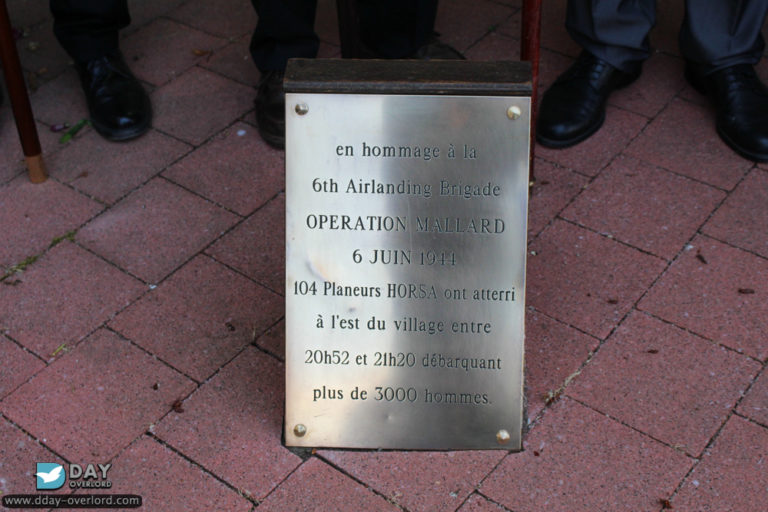 en hommage à la
6th Airlanding Brigade
OPERATION MALLARD
6 JUIN 1944
104 Planeurs HORSA ont atterri
à l'est du village entre
20h52 et 21h20 débarquant
plus de 3000 hommes.
DAY
OVERLORD
www.dday-overlord.com